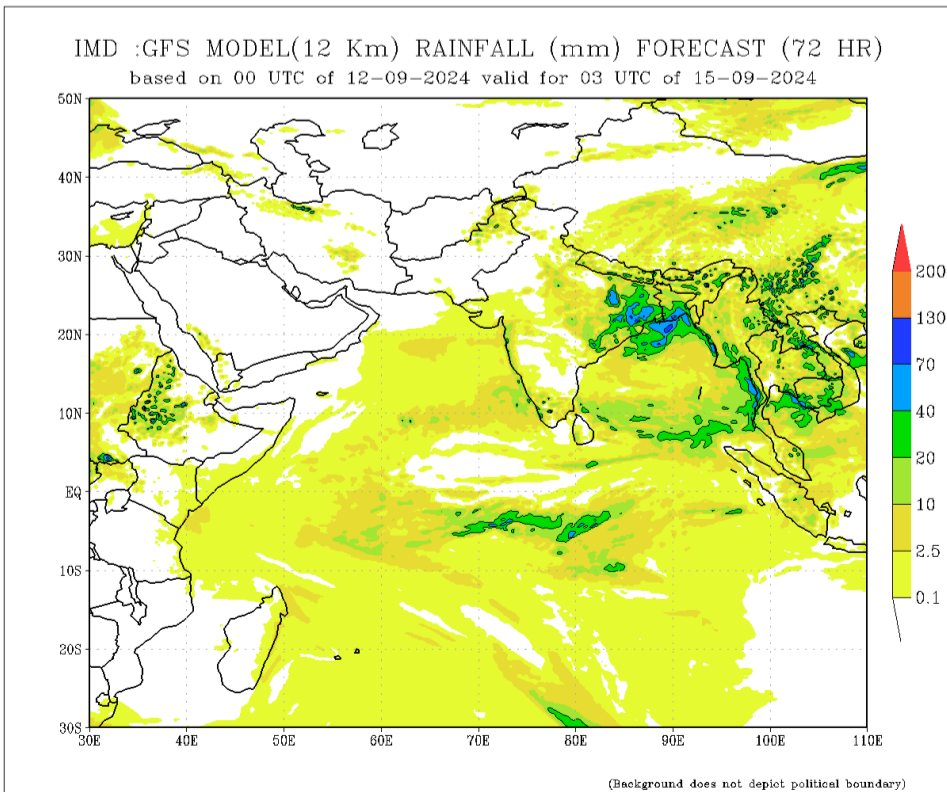 IMD :GFS MODEL(12 Km) RAINFALL (mm) FORECAST (72 HR)
based on 00 UTC of 12-09-2024 valid for 03 UTC of 15-09-2024
50N
40N
30N
20N
10N
EQ
10S
20S
30S
30E 40E 50E 60E 70E 80E 90E 100E 110E
200
130
70
40
20
10
2.5
0.1
(Background does not depict political boundary)